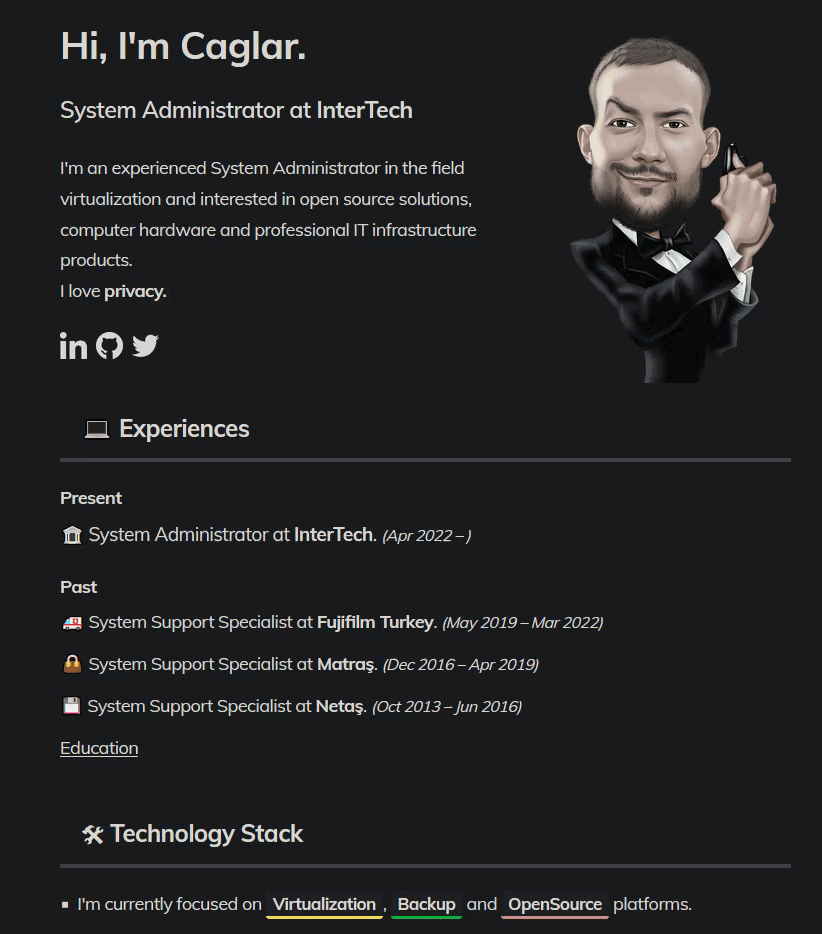 Hi, I'm Caglar.
System Administrator at InterTech
I'm an experienced System Administrator in the field
virtualization and interested in open source solutions,
computer hardware and professional IT infrastructure
products.
I love privacy.
in
Experiences
Present
System Administrator at InterTech. (Apr 2022 – )
Past
System Support Specialist at Fujifilm Turkey. (May 2019 – Mar 2022)
System Support Specialist at Matraş. (Dec 2016 – Apr 2019)
System Support Specialist at Netaş. (Oct 2013 – Jun 2016)
Education
Technology Stack
▪ I'm currently focused on Virtualization, Backup and OpenSource platforms.